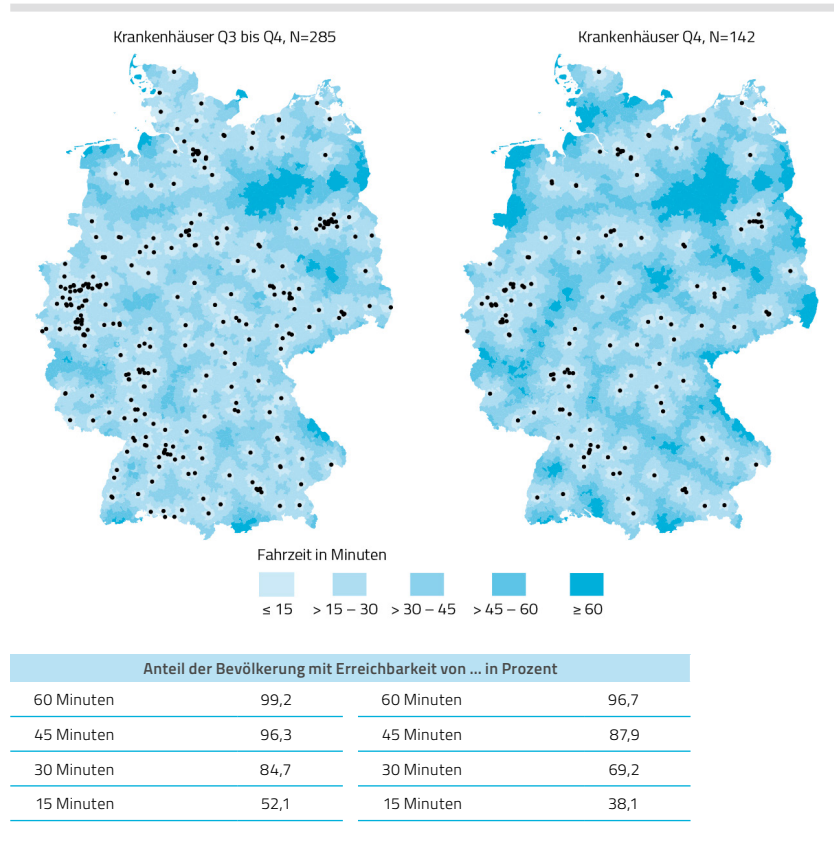 Krankenhäuser Q3 bis Q4, N=285
Krankenhäuser Q4, N=142
Fahrzeit in Minuten
≤ 15 > 15 – 30 > 30 – 45 > 45 – 60 ≥ 60
Anteil der Bevölkerung mit Erreichbarkeit von ... in Prozent
60 Minuten 99,2 60 Minuten 96,7
45 Minuten 96,3 45 Minuten 87,9
30 Minuten 84,7 30 Minuten 69,2
15 Minuten 52,1 15 Minuten 38,1